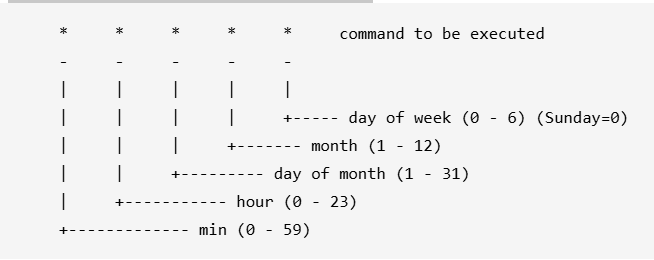 * * * * * command to be executed
- - - - -
| | | | |
| | | | +----- day of week (0 - 6) (Sunday=0)
| | | +------- month (1 - 12)
| | +--------- day of month (1 - 31)
| +----------- hour (0 - 23)
+------------- min (0 - 59)